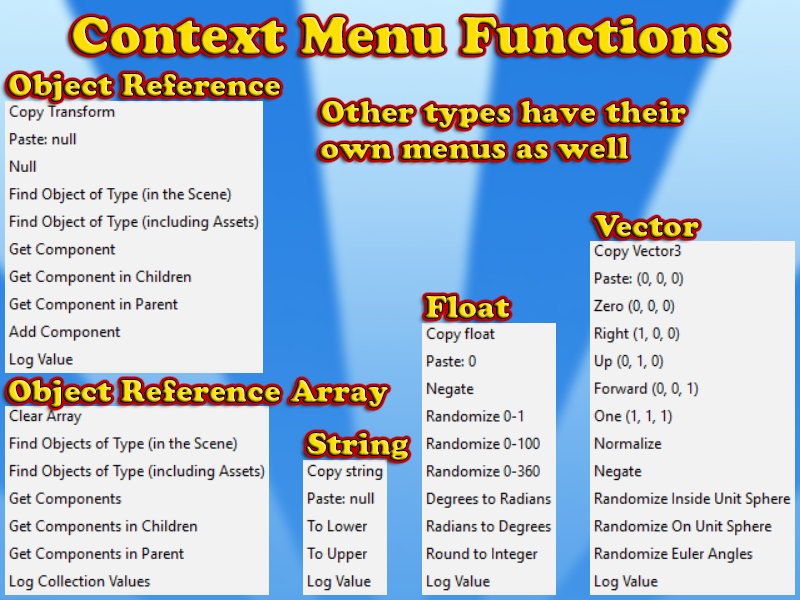 Context Menu Functions
Object Reference
Copy Transform
Paste: null
Null
Find Object of Type (in the Scene)
Find Object of Type (including Assets)
Get Component
Get Component in Children
Get Component in Parent
Add Component
Log Value
Other types have their
own menus as well
Object Reference Array
Clear Array
Find Objects of Type (in the Scene)
Find Objects of Type (including Assets)
Get Components
Get Components in Children
Get Components in Parent
Log Collection Values
String
Copy string
Paste: null
To Lower
To Upper
Log Value
Float
Copy float
Paste: 0
Negate
Randomize 0-1
Randomize 0-100
Randomize 0-360
Degrees to Radians
Radians to Degrees
Round to Integer
Log Value
Vector
Copy Vector3
Paste: (0, 0, 0)
Zero (0, 0, 0)
Right (1, 0, 0)
Up (0, 1, 0)
Forward (0, 0, 1)
One (1, 1, 1)
Normalize
Negate
Randomize Inside Unit Sphere
Randomize On Unit Sphere
Randomize Euler Angles
Log Value